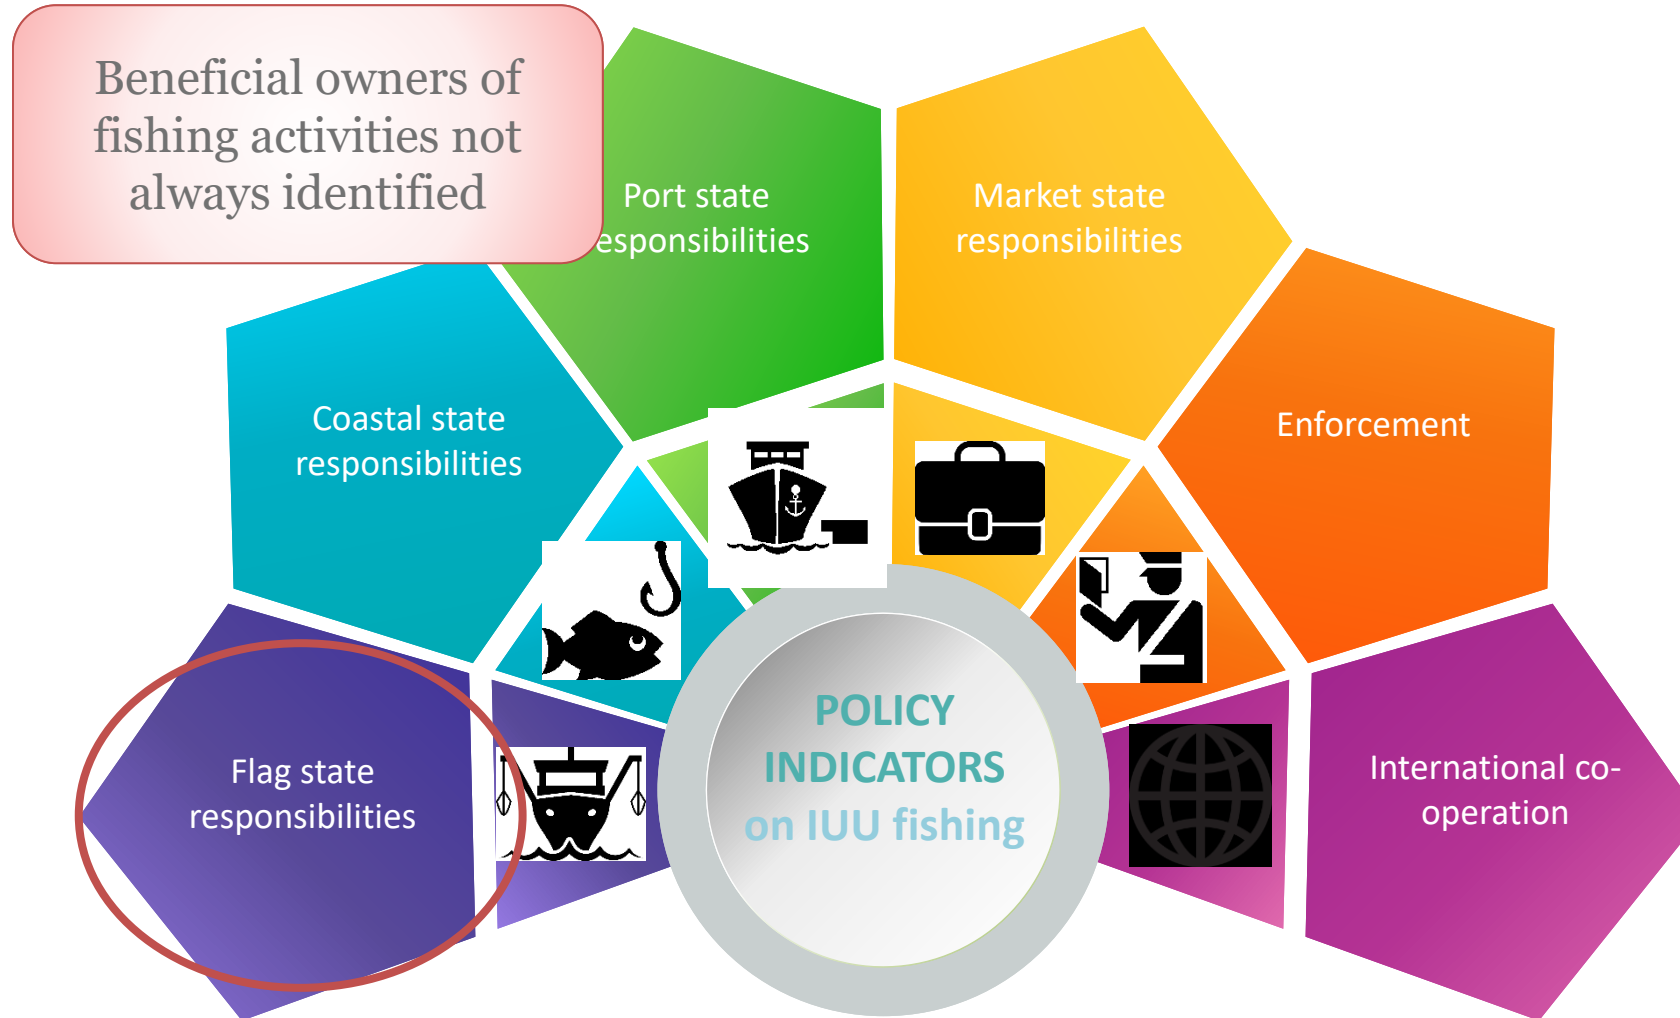 Beneficial owners of
fishing activities not
always identified
Port state
esponsibilities
Market state
responsibilities
Coastal state
responsibilities
Enforcement
Flag state
responsibilities
International co-
operation
POLICY
INDICATORS
on IUU fishing